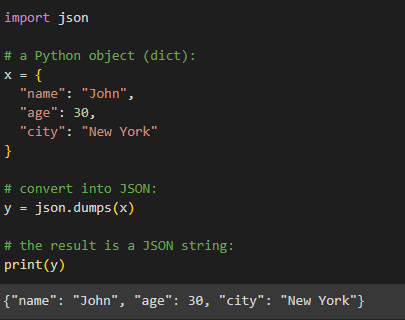 import json
# a Python object (dict):
x = {
  "name": "John",
  "age": 30,
  "city": "New York"
}
# convert into JSON:
y = json.dumps(x)
# the result is a JSON string:
print(y)
{"name": "John", "age": 30, "city": "New York"}